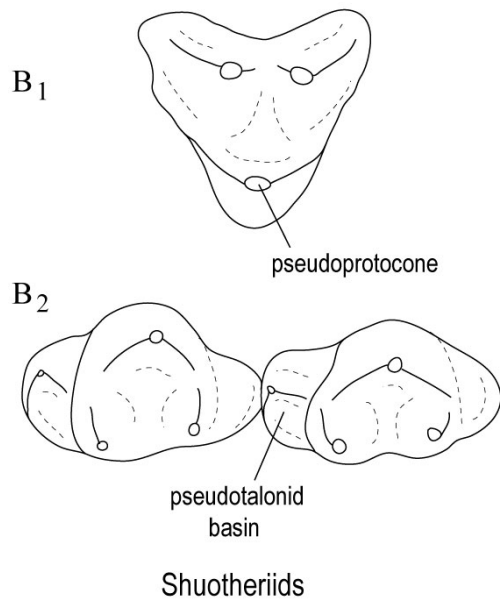 B1
pseudoprotocone
B2
pseudotalonid
basin
Shuotheriids